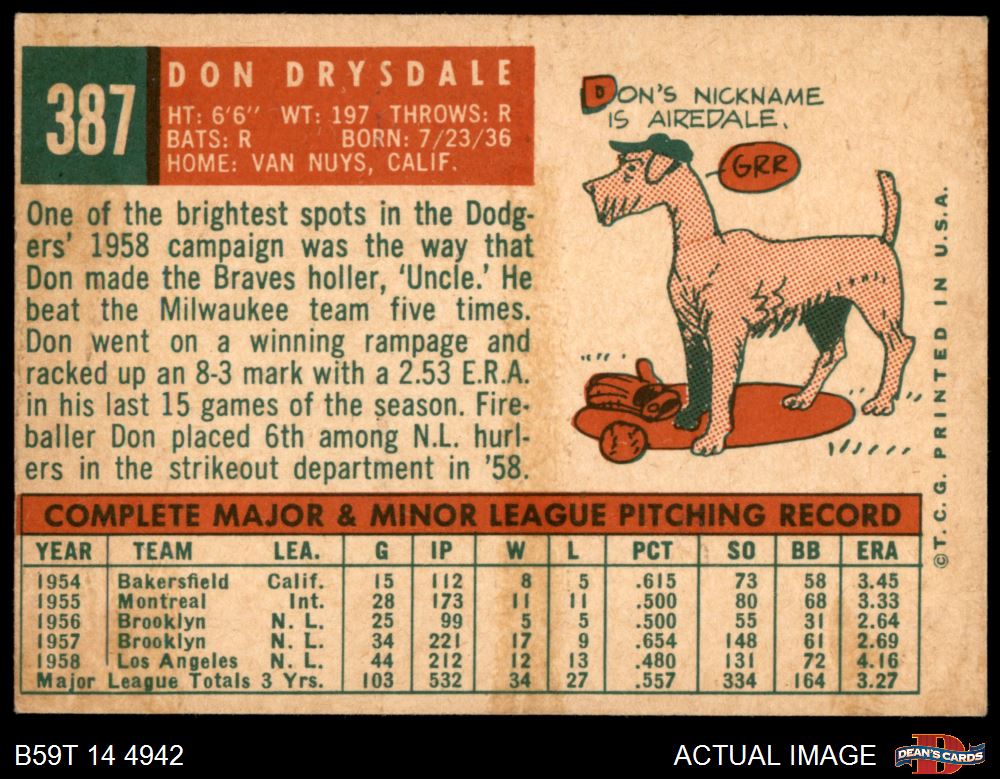 387
DON DRYSDALE
HT: 6'6" WT: 197 THROWS: R
BATS: R BORN: 7/23/36
HOME: VAN NUYS, CALIF.
DON'S NICKNAME
IS AIREDALE.
GRR
One of the brightest spots in the Dodg-
ers' 1958 campaign was the way that
Don made the Braves holler, 'Uncle.' He
beat the Milwaukee team five times.
Don went on a winning rampage and
racked up an 8-3 mark with a 2.53 E.R.A.
in his last 15 games of the season. Fire-
baller Don placed 6th among N.L. hurl-
ers in the strikeout department in '58.
COMPLETE MAJOR & MINOR LEAGUE PITCHING RECORD
YEAR TEAM LEA. G IP W L PCT SO BB ERA
1954 Bakersfield Calif. 15 112 8 5 .615 73 58 3.45
1955 Montreal Int. 28 173 11 11 .500 80 68 3.33
1956 Brooklyn N. L. 25 99 5 5 .500 55 31 2.64
1957 Brooklyn N. L. 34 221 17 9 .654 148 61 2.69
1958 Los Angeles N. L. 44 212 12 13 .480 131 72 4.16
Major League Totals 3 Yrs. 103 532 34 27 .557 334 164 3.27
© T. C. G. PRINTED IN U.S.A.
B59T 14 4942
ACTUAL IMAGE
DEAN'S CARDS